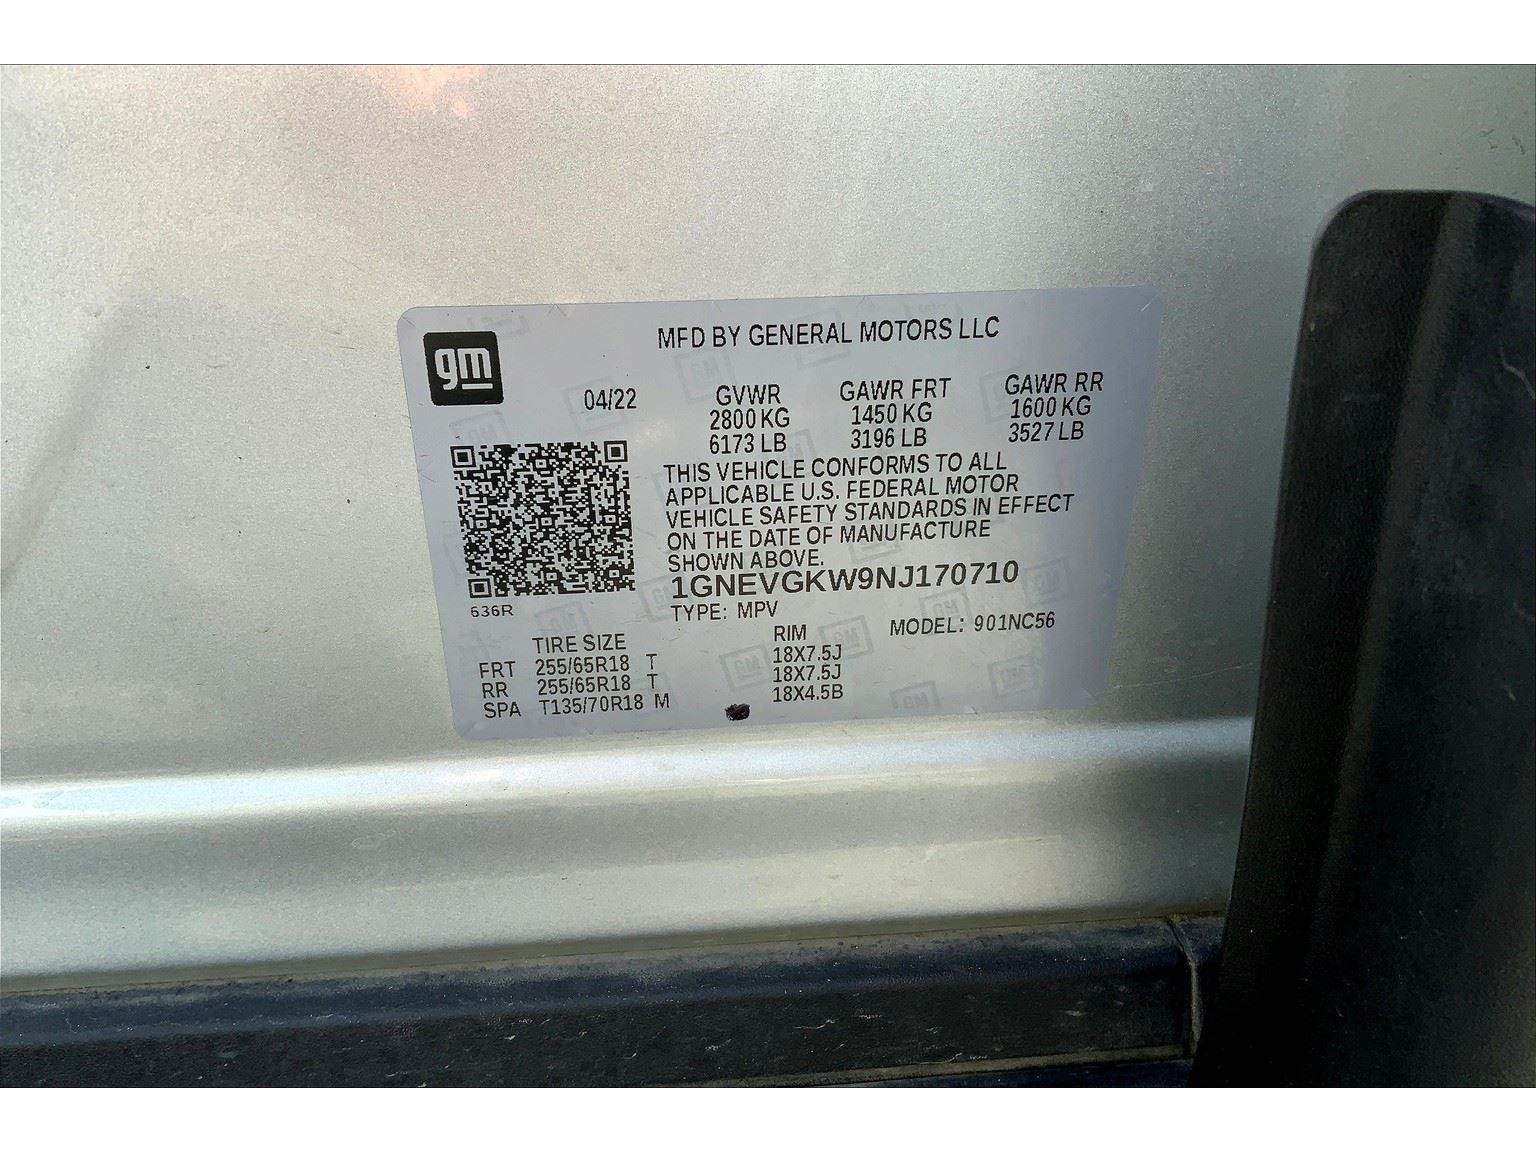 MFD BY GENERAL MOTORS LLC
gm
04/22 GVWR GAWR FRT GAWR RR
2800 KG 1450 KG 1600 KG
6173 LB 3196 LB 3527 LB
THIS VEHICLE CONFORMS TO ALL
APPLICABLE U.S. FEDERAL MOTOR
VEHICLE SAFETY STANDARDS IN EFFECT
ON THE DATE OF MANUFACTURE
SHOWN ABOVE.
1GNEVGKW9NJ170710
636R TYPE: MPV MODEL: 901NC56
TIRE SIZE RIM
FRT 255/65R18 T 18X7.5J
RR 255/65R18 T 18X7.5J
SPA T135/70R18 M 18X4.5B